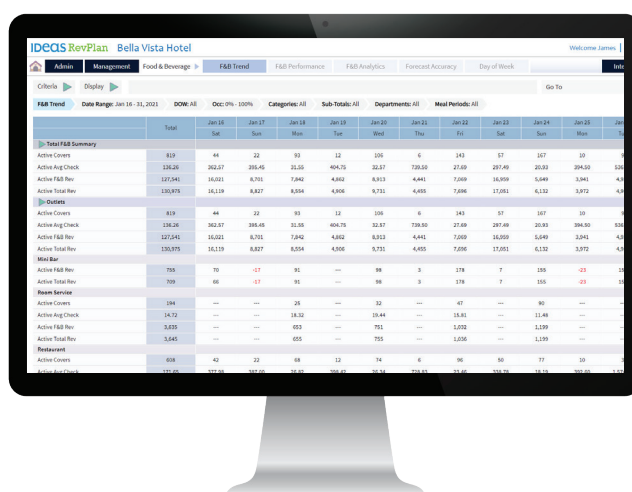 IDeaS RevPlan Bella Vista Hotel Welcome James |
Admin Management Food & Beverage F&B Trend F&B Performance F&B Analytics Forecast Accuracy Day of Week
Criteria Display Go To
F&B Trend Date Range: Jan 16 - 31, 2021 DOW: All Occ: 0% - 100% Categories: All Sub-Totals: All Departments: All Meal Periods: All
Total Jan 16 Jan 17 Jan 18 Jan 19 Jan 20 Jan 21 Jan 22 Jan 23 Jan 24 Jan 25
Sat Sun Mon Tue Wed Thu Fri Sat Sun Mon
Total F&B Summary
Active Covers 819 44 22 93 12 106 6 143 57 167 10
Active Avg Check 136.26 362.57 395.45 31.55 404.75 32.57 739.50 27.69 297.49 20.93 394.50
Active F&B Rev 127,541 16,021 8,701 7,842 4,862 8,913 4,441 7,069 16,959 5,649 3,941
Active Total Rev 130,975 16,119 8,827 8,554 4,906 9,731 4,455 7,698 17,051 6,132 3,972
Outlets
Active Covers 819 44 22 93 12 106 6 143 57 167 10
Active Avg Check 136.26 362.57 395.45 31.55 404.75 32.57 739.50 27.69 297.49 20.93 394.50
Active F&B Rev 127,541 16,021 8,701 7,842 4,862 8,913 4,441 7,069 16,959 5,649 3,941
Active Total Rev 130,975 16,119 8,827 8,554 4,906 9,731 4,455 7,698 17,051 6,132 3,972
Mini Bar
Active F&B Rev 755 70 -17 91 --- 98 3 178 7 155 -23
Active Total Rev 709 66 -17 91 --- 98 3 178 7 155 -23
Room Service
Active Covers 194 --- --- 26 --- 32 --- 47 --- 90 ---
Active Avg Check 14.72 --- --- 18.32 --- 19.44 --- 15.81 --- 11.48 ---
Active F&B Rev 3,835 --- --- 653 --- 751 --- 1,032 --- 1,199 ---
Active Total Rev 3,845 --- --- 655 --- 755 --- 1,036 --- 1,199 ---
Restaurant
Active Covers 608 42 22 68 12 74 6 96 50 77 10
Active Avg Check